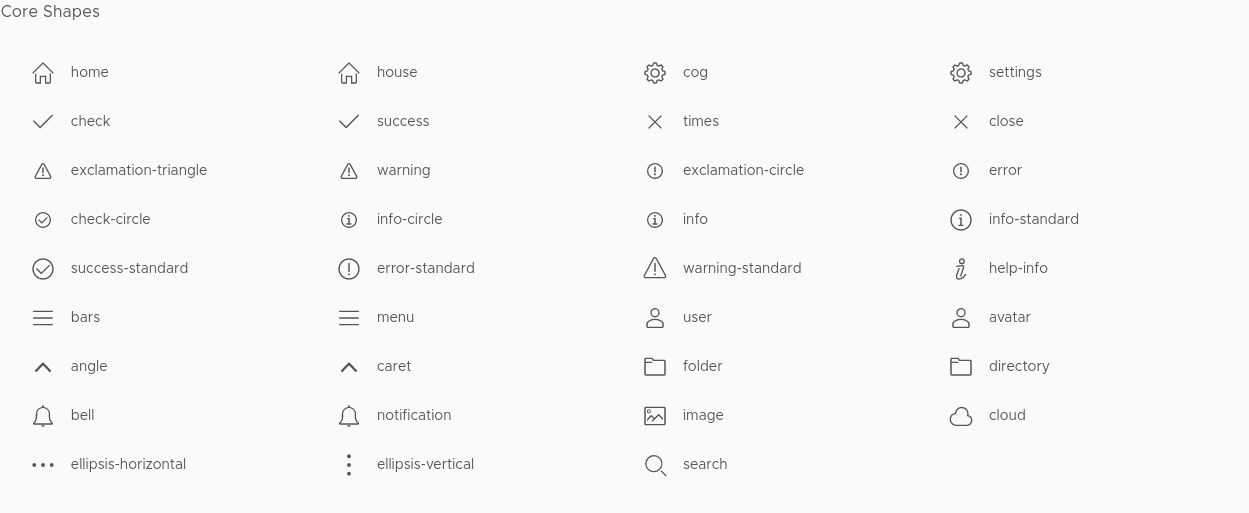 Core Shapes
home house cog settings
check success times close
exclamation-triangle warning exclamation-circle error
check-circle info-circle info info-standard
success-standard error-standard warning-standard help-info
bars menu user avatar
angle caret folder directory
bell notification image cloud
ellipsis-horizontal ellipsis-vertical search